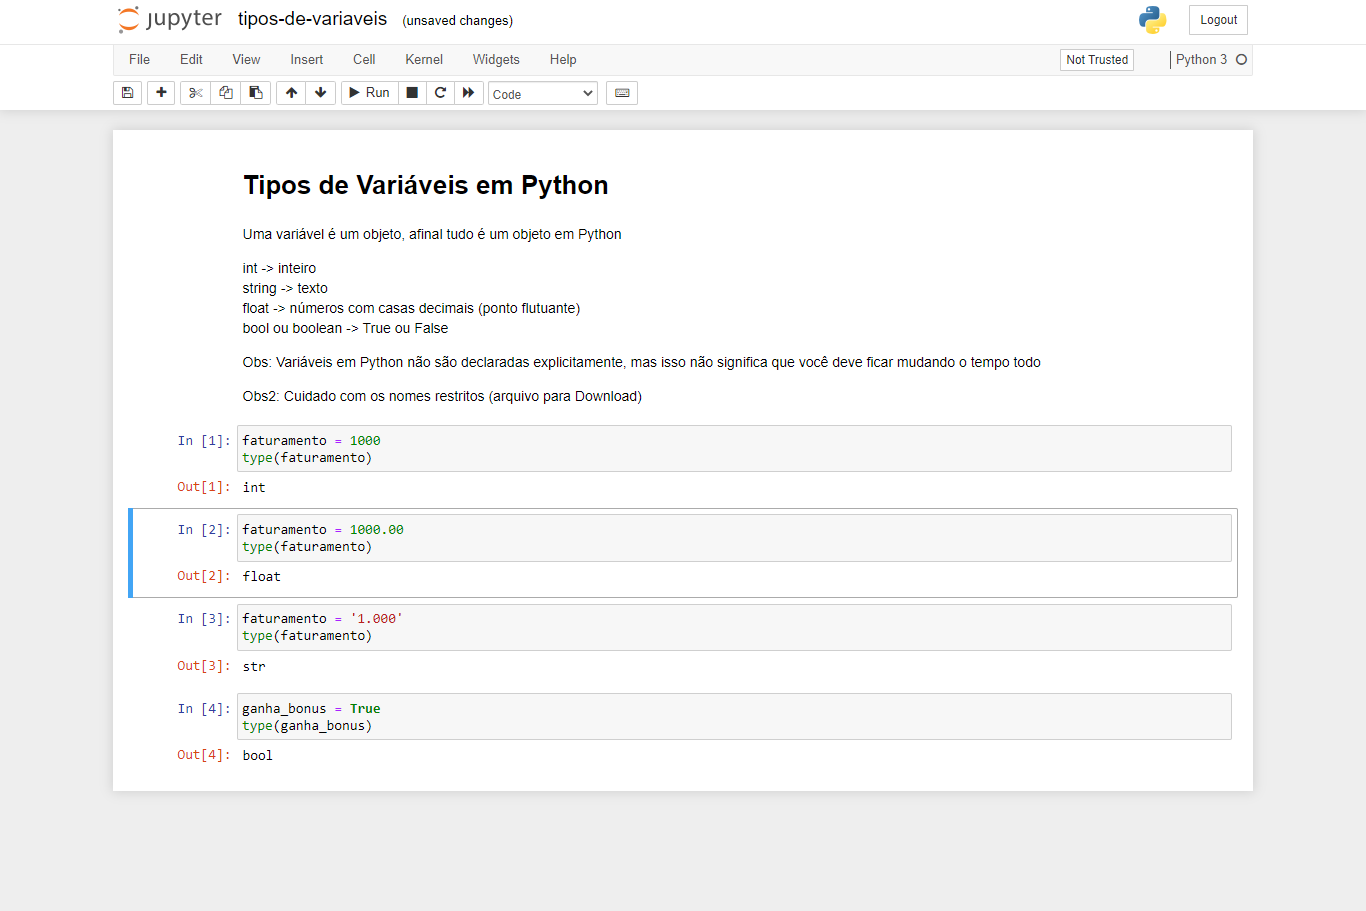 jupyter tipos-de-variaveis (unsaved changes) Logout
File Edit View Insert Cell Kernel Widgets Help Not Trusted Python 3
Run Code
Tipos de Variáveis em Python
Uma variável é um objeto, afinal tudo é um objeto em Python
int -> inteiro
string -> texto
float -> números com casas decimais (ponto flutuante)
bool ou boolean -> True ou False
Obs: Variáveis em Python não são declaradas explicitamente, mas isso não significa que você deve ficar mudando o tempo todo
Obs2: Cuidado com os nomes restritos (arquivo para Download)
In [1]: faturamento = 1000
type(faturamento)
Out[1]: int
In [2]: faturamento = 1000.00
type(faturamento)
Out[2]: float
In [3]: faturamento = '1.000'
type(faturamento)
Out[3]: str
In [4]: ganha_bonus = True
type(ganha_bonus)
Out[4]: bool